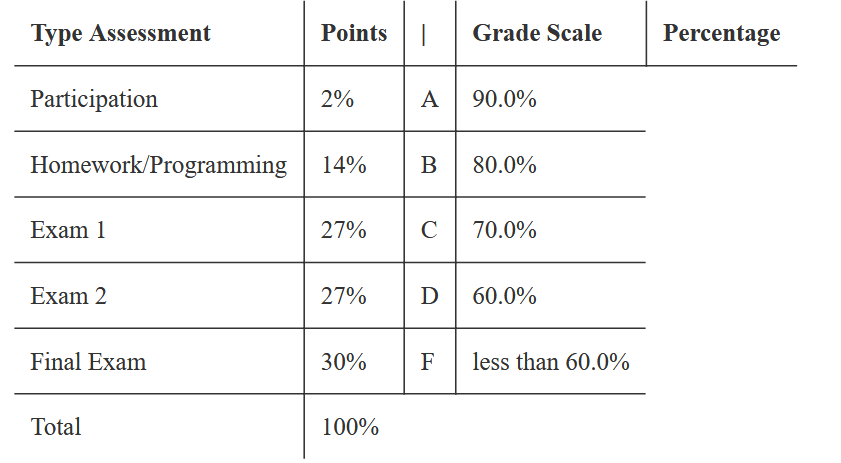 Type Assessment Points | Grade Scale Percentage
Participation 2% A 90.0%
Homework/Programming 14% B 80.0%
Exam 1 27% C 70.0%
Exam 2 27% D 60.0%
Final Exam 30% F less than 60.0%
Total 100%